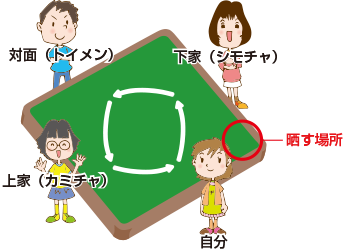 対面（トイメン）
下家（シモチャ）
晒す場所
上家（カミチャ）
自分